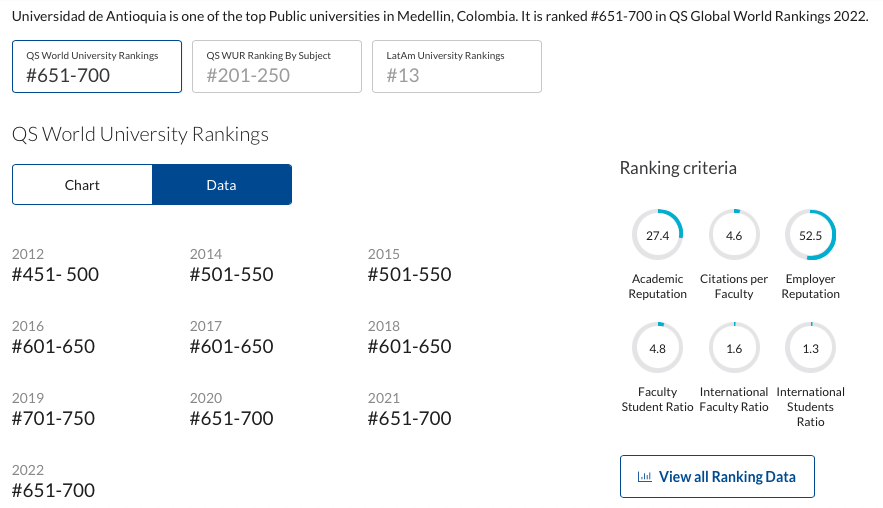 Universidad de Antioquia is one of the top Public universities in Medellin, Colombia. It is ranked #651-700 in QS Global World Rankings 2022.
QS World University Rankings
#651-700
QS WUR Ranking By Subject
#201-250
LatAm University Rankings
#13
QS World University Rankings
Chart
Data
2012
#451- 500
2014
#501-550
2015
#501-550
2016
#601-650
2017
#601-650
2018
#601-650
2019
#701-750
2020
#651-700
2021
#651-700
2022
#651-700
Ranking criteria
27.4
Academic
Reputation
4.6
Citations per
Faculty
52.5
Employer
Reputation
4.8
Faculty
Student Ratio
1.6
International
Faculty Ratio
1.3
International
Students
Ratio
View all Ranking Data